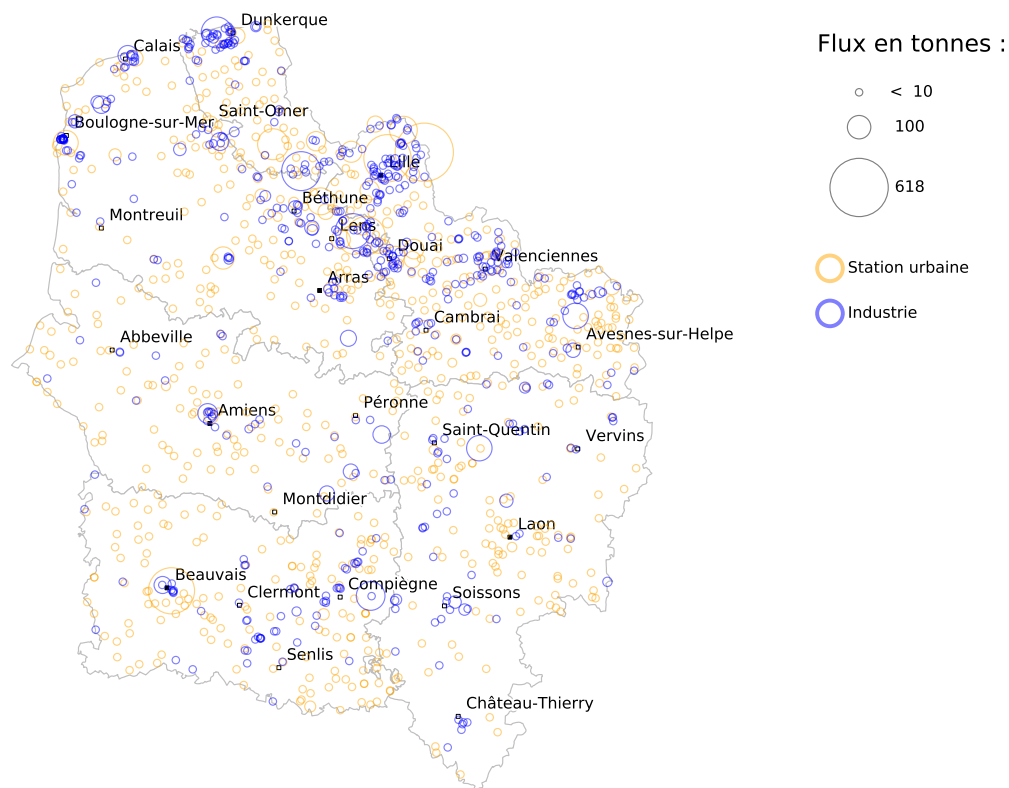 Dunkerque
Flux en tonnes :
Calais
< 10
Saint-Omer
Boulogne-sur-Mer
100
Lille
618
Béthune
Montreuil
Lens
Douai
Valenciennes
Station urbaine
Arras
Industrie
Cambrai
Avesnes-sur-Helpe
Abbeville
Péronne
Amiens
Saint-Quentin
Vervins
Montdidier
Laon
Beauvais
Compiègne
Clermont
Soissons
Senlis
Château-Thierry